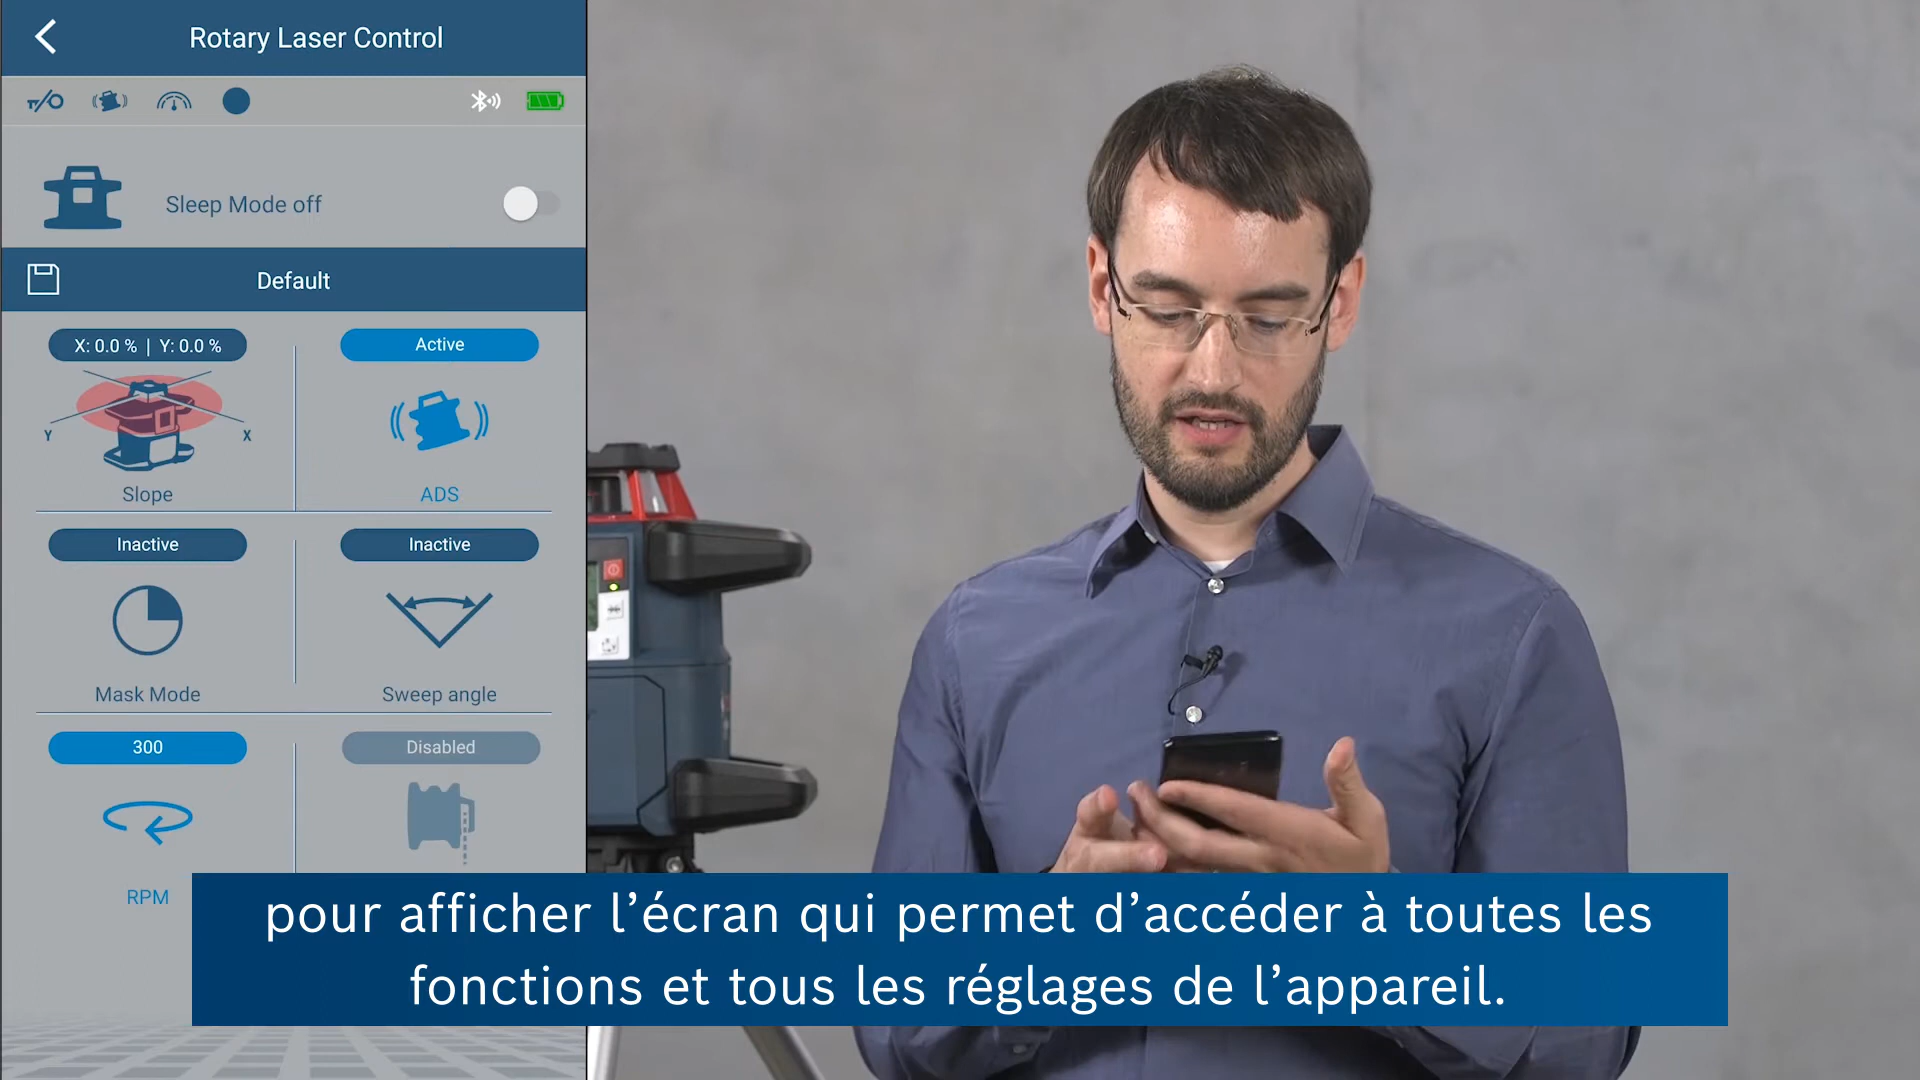 Rotary Laser Control
Sleep Mode off
Default
X: 0.0 % | Y: 0.0 %
Active
Y
X
Slope
ADS
Inactive
Inactive
Mask Mode
Sweep angle
300
Disabled
RPM
pour afficher l’écran qui permet d’accéder à toutes les
fonctions et tous les réglages de l’appareil.